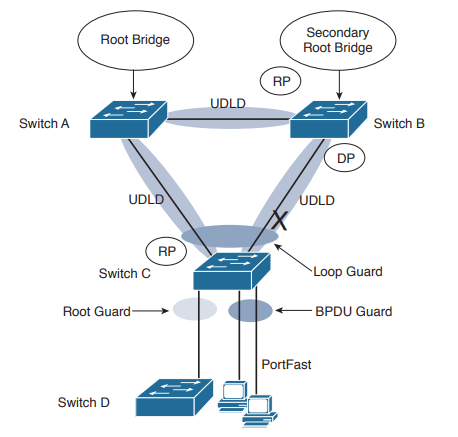 Root Bridge
Secondary
Root Bridge
RP
UDLD
Switch A
Switch B
DP
UDLD
UDLD
X
RP
Switch C
Loop Guard
Root Guard
BPDU Guard
PortFast
Switch D